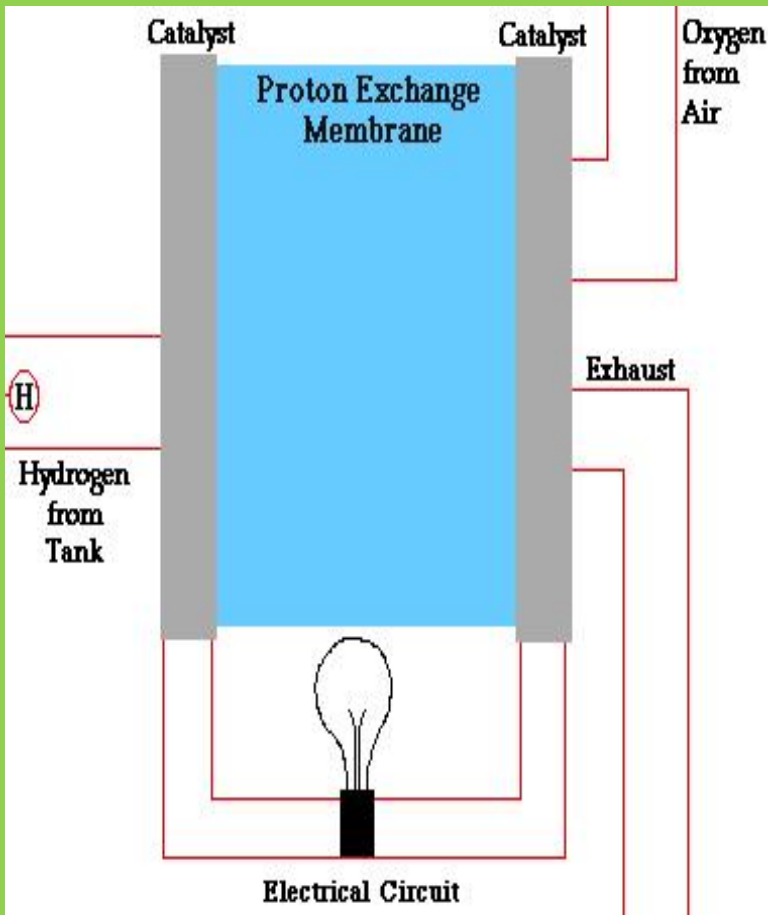 Catalyst
Catalyst
Oxygen
from
Air
Proton Exchange
Membrane
Exhaust
H
Hydrogen
from
Tank
Electrical Circuit